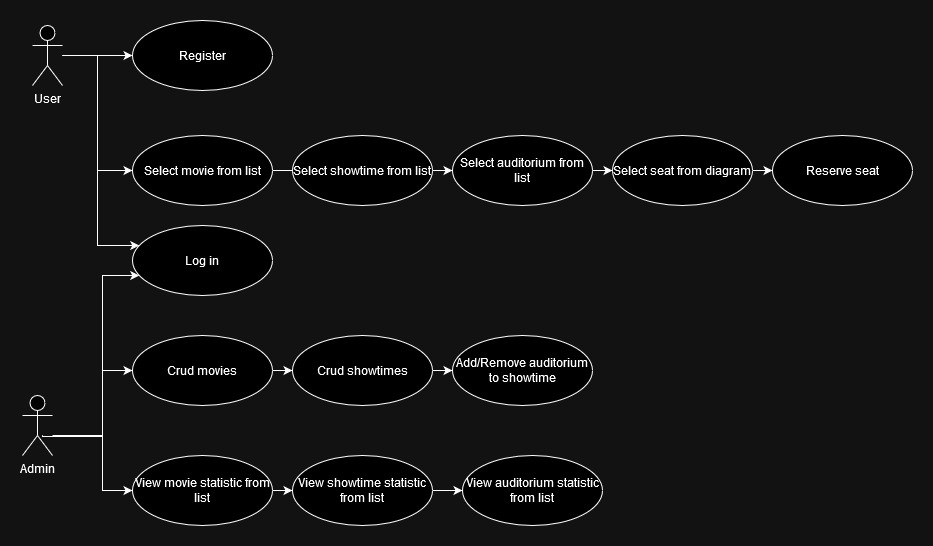 Register
User
Select movie from list
Select showtime from list
Select auditorium from
list
Select seat from diagram
Reserve seat
Log in
Crud movies
Crud showtimes
Add/Remove auditorium
to showtime
Admin
View movie statistic from
list
View showtime statistic
from list
View auditorium statistic
from list